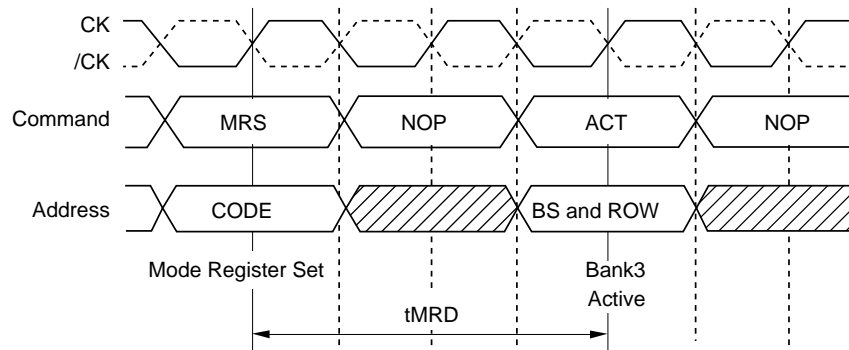 CK
/CK
Command MRS NOP ACT NOP
Address CODE BS and ROW
Mode Register Set Bank3
Active
tMRD